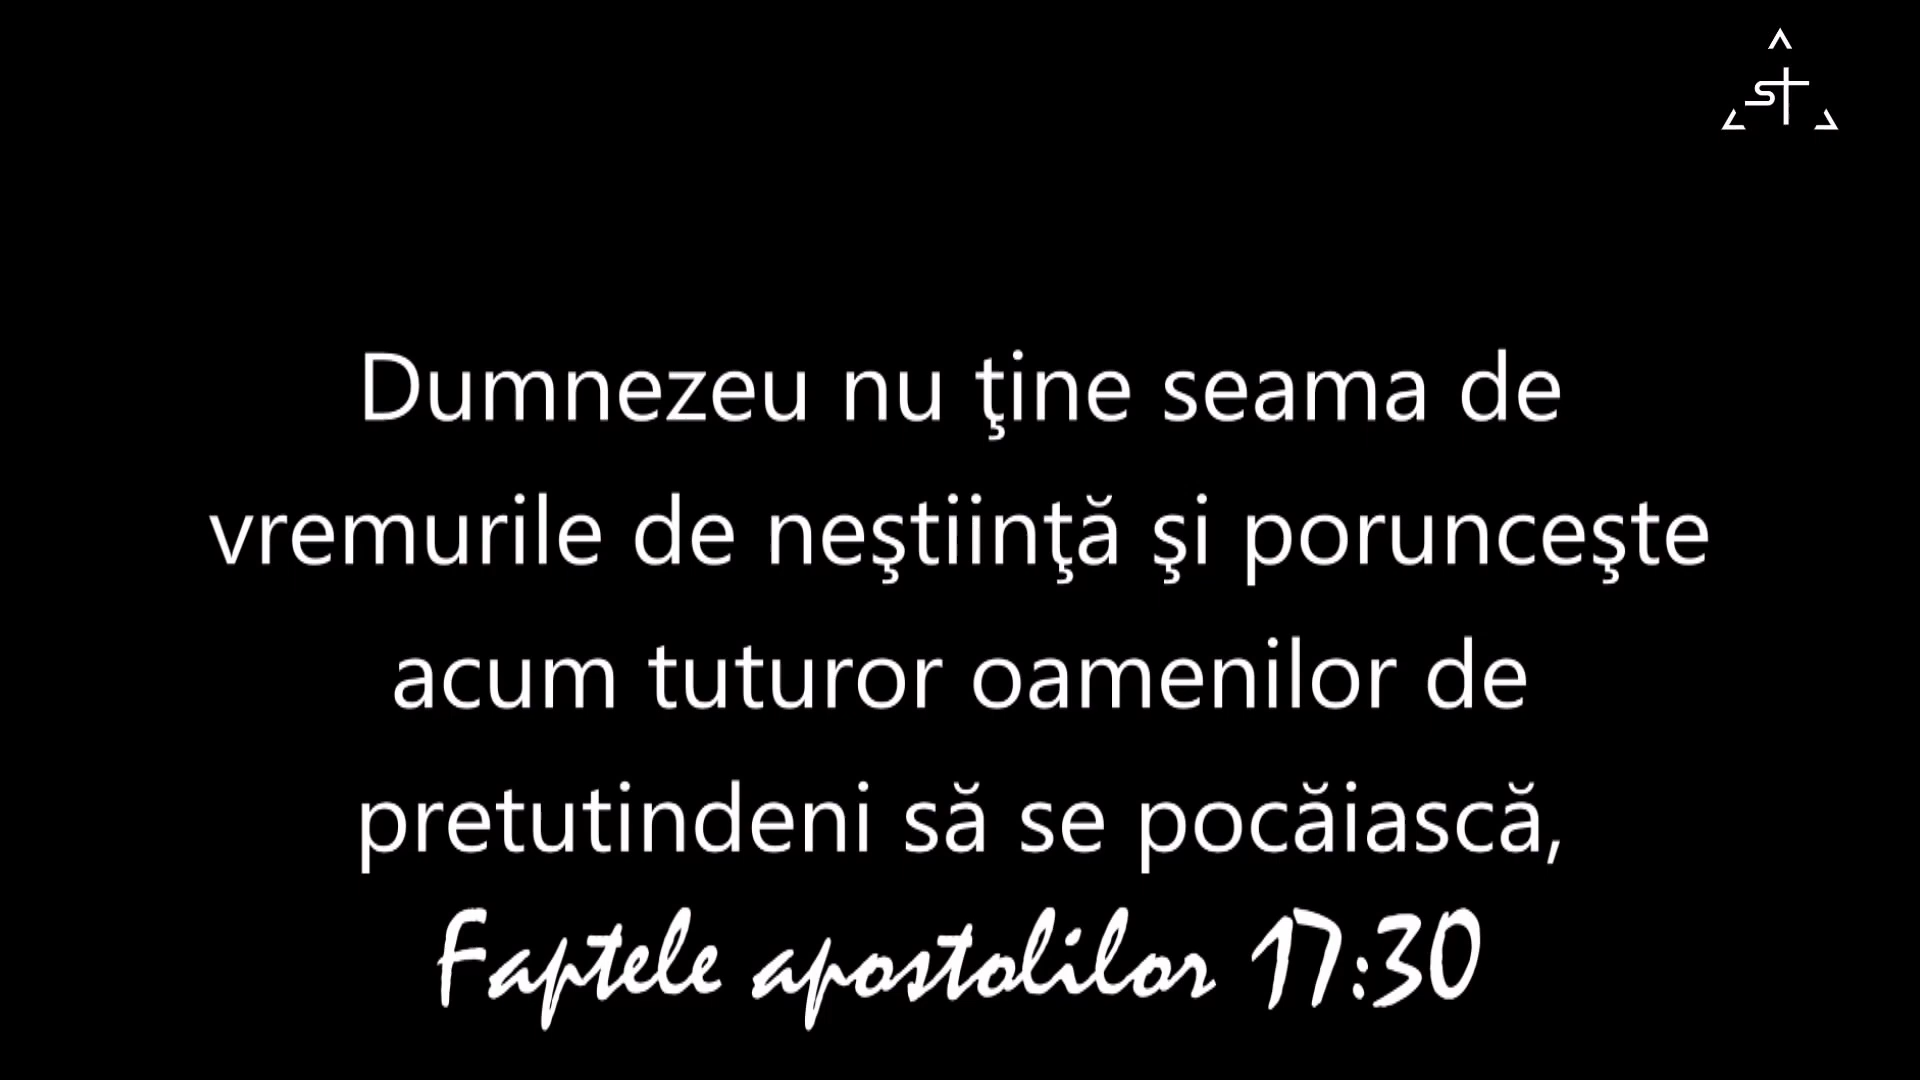 ST
Dumnezeu nu ţine seama de
vremurile de neştiinţă şi porunceşte
acum tuturor oamenilor de
pretutindeni să se pocăiască,
Faptele apostolilor 17:30